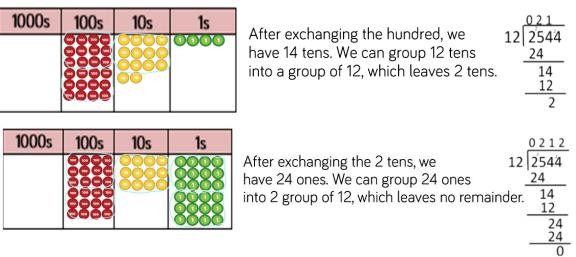 1000s 100s 10s 1s
After exchanging the hundred, we
have 14 tens. We can group 12 tens
into a group of 12, which leaves 2 tens.
021
12 2544
24
14
12
2
1000s 100s 10s 1s
After exchanging the 2 tens, we
have 24 ones. We can group 24 ones
into 2 group of 12, which leaves no remainder.
0212
12 2544
24
14
12
24
24
0